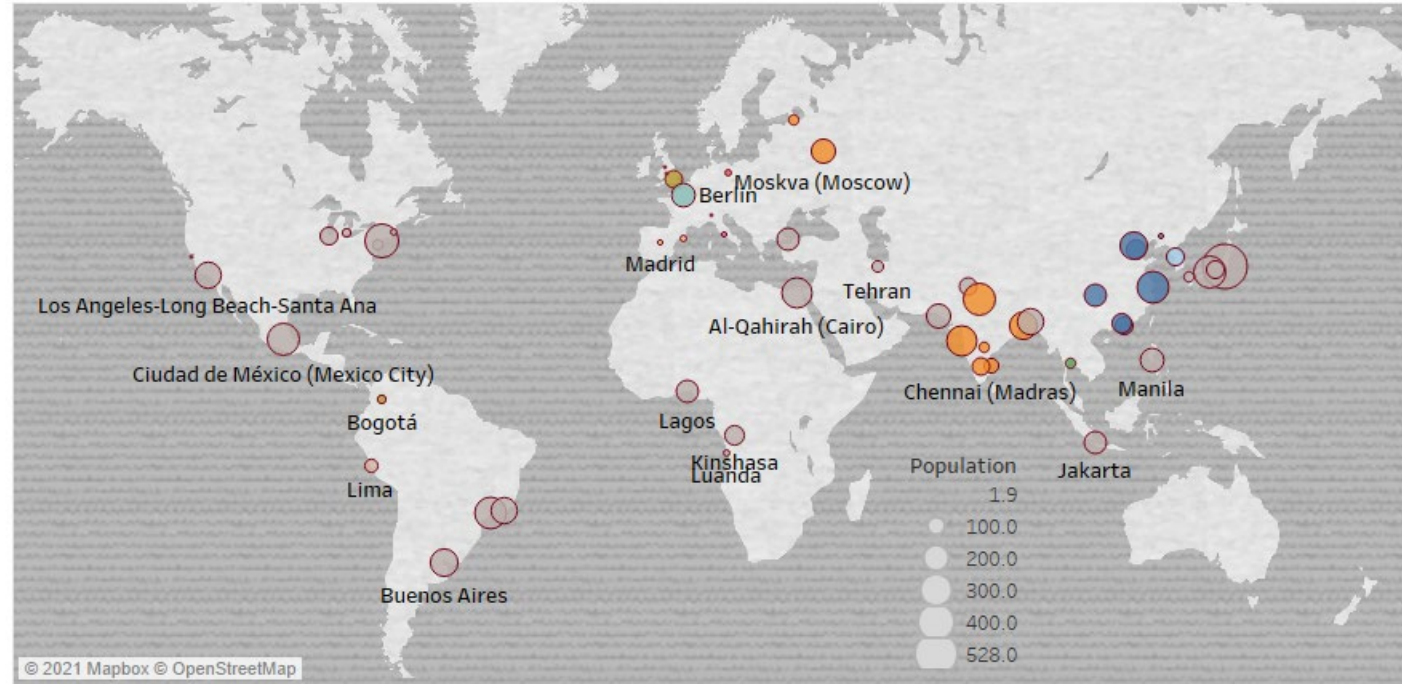 Moskva (Moscow)
Berlin
Madrid
Tehran
Los Angeles-Long Beach-Santa Ana
Al-Qahirah (Cairo)
Ciudad de México (Mexico City)
Chennai (Madras)
Manila
Bogotá
Lagos
Kinshasa
Luanda
Jakarta
Lima
Buenos Aires
Population
1.9
100.0
200.0
300.0
400.0
528.0
© 2021 Mapbox © OpenStreetMap